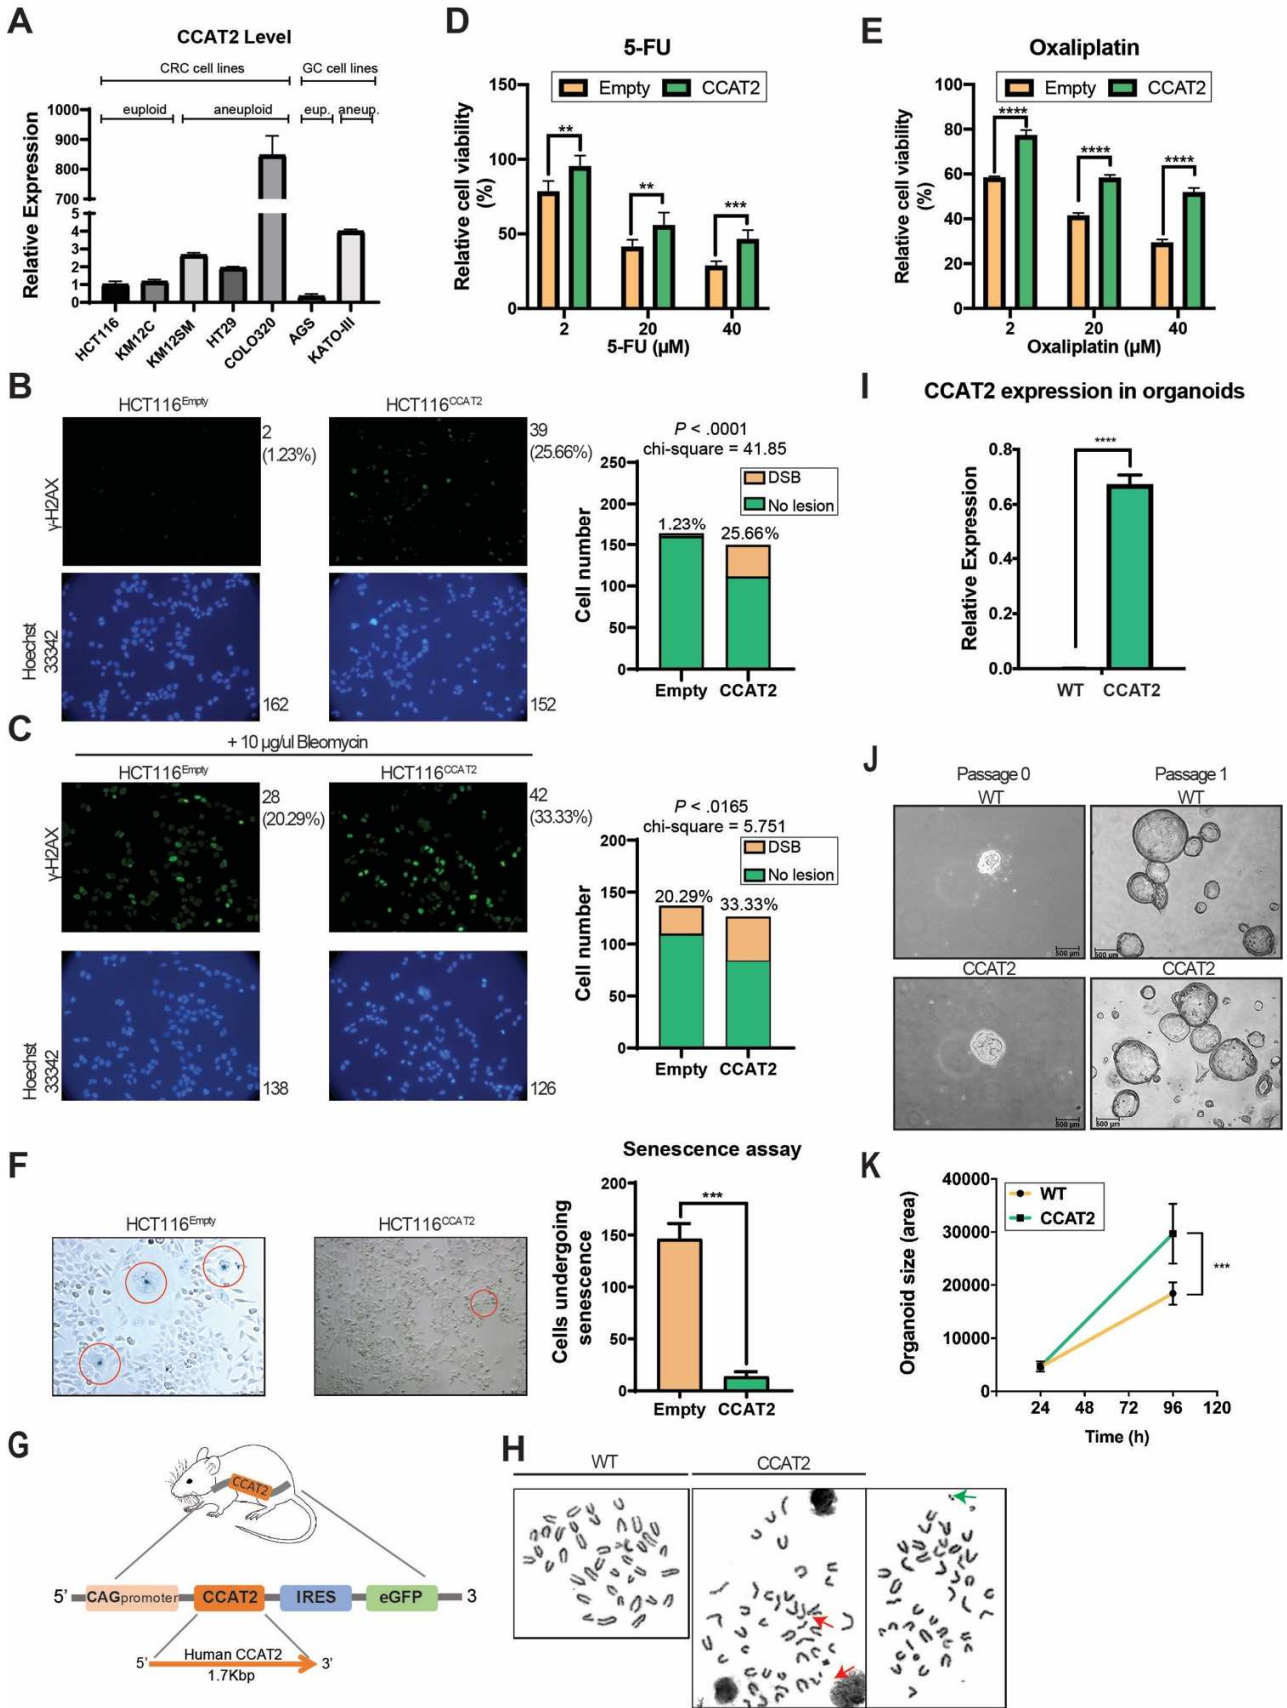 A
CCAT2 Level
CRC cell lines
GC cell lines
euploid
aneuploid
eup.
aneup.
Relative Expression
1000
900
800
700
5
4
3
2
1
0
HCT116
KM12C
KM12SM
HT29
COLO320
AGS
KATO-III
D
5-FU
Empty
CCAT2
Relative cell viability
(%)
150
100
50
0
**
**
***
2
20
40
5-FU (µM)
E
Oxaliplatin
Empty
CCAT2
Relative cell viability
(%)
100
80
60
40
20
0
****
****
****
2
20
40
Oxaliplatin (µM)
B
HCT116Empty
HCT116CCAT2
γ-H2AX
2
(1.23%)
39
(25.66%)
Hoechst
33342
162
152
P < .0001
chi-square = 41.85
DSB
No lesion
Cell number
250
200
150
100
50
0
1.23%
25.66%
Empty
CCAT2
I
CCAT2 expression in organoids
Relative Expression
0.8
0.6
0.4
0.2
0.0
****
WT
CCAT2
C
+ 10 µg/ul Bleomycin
HCT116Empty
HCT116CCAT2
γ-H2AX
28
(20.29%)
42
(33.33%)
Hoechst
33342
138
126
P < .0165
chi-square = 5.751
DSB
No lesion
Cell number
200
150
100
50
0
20.29%
33.33%
Empty
CCAT2
J
Passage 0
WT
Passage 1
WT
500 µm
500 µm
CCAT2
CCAT2
500 µm
500 µm
F
HCT116Empty
HCT116CCAT2
Senescence assay
Cells undergoing
senescence
200
150
100
50
0
***
Empty
CCAT2
K
WT
CCAT2
Organoid size (area)
40000
30000
20000
10000
0
***
24
48
72
96
120
Time (h)
G
CCAT2
5’
CAGpromoter
CCAT2
IRES
eGFP
3
5’
Human CCAT2
3’
1.7Kbp
H
WT
CCAT2